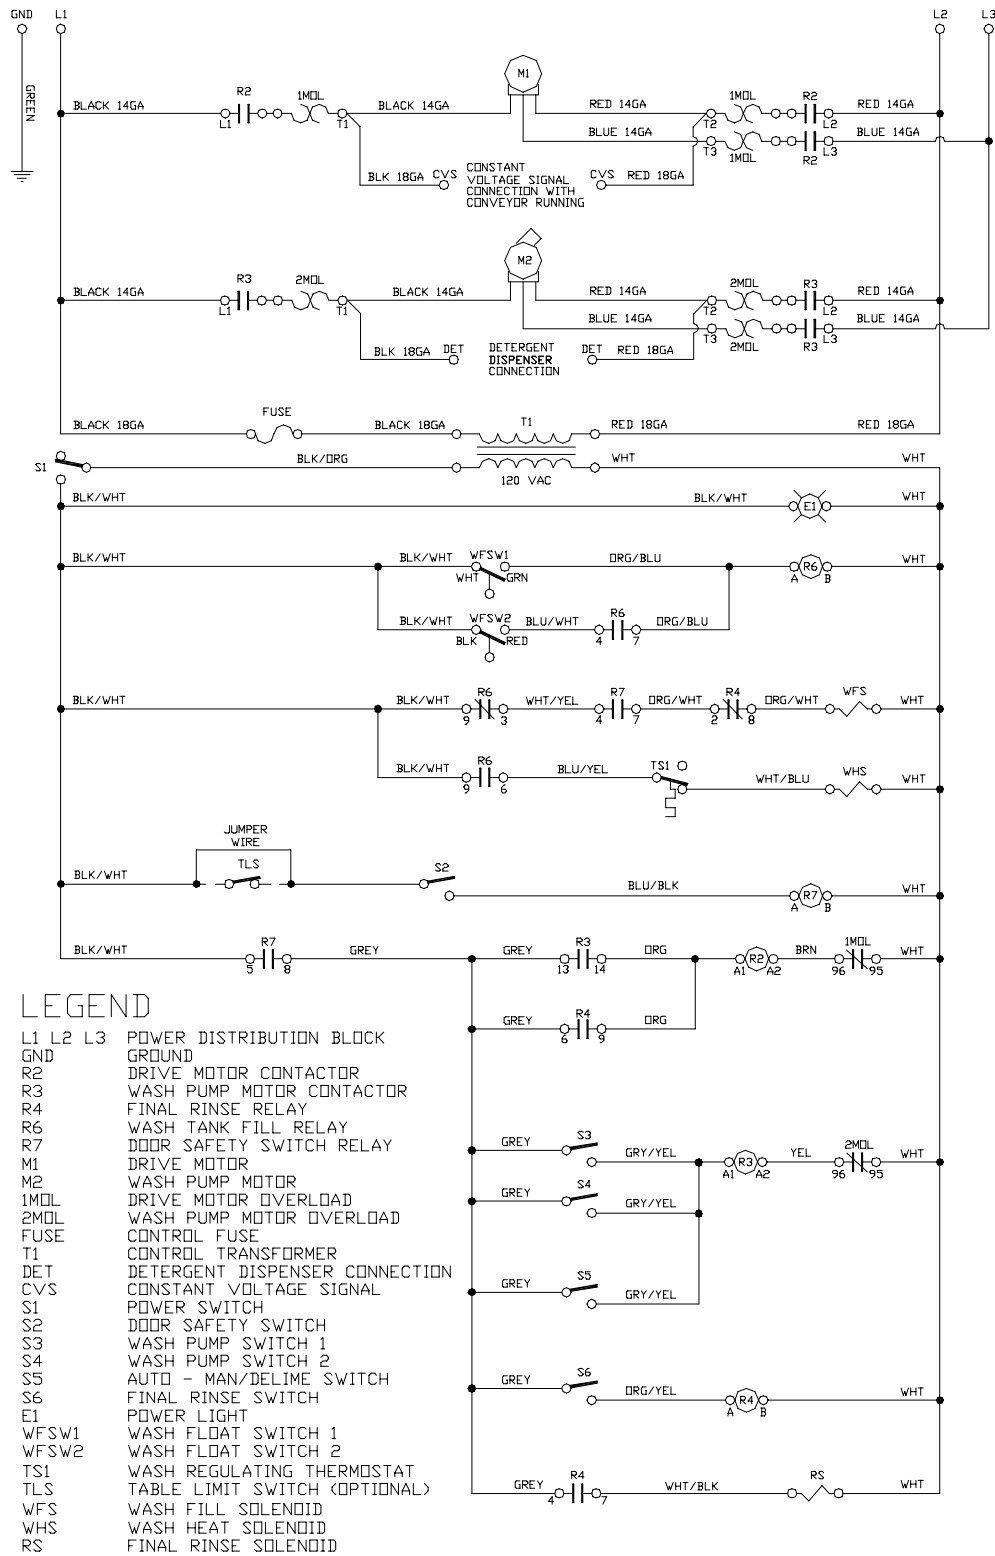 GND L1 L2 L3
GREEN
M1
BLACK 14GA R2 1MOL BLACK 14GA RED 14GA 1MOL R2 RED 14GA
L1 T1 T2 L2
BLUE 14GA BLUE 14GA
T3 1MOL R2 L3
BLK 18GA CVS CONSTANT CVS RED 18GA
VOLTAGE SIGNAL
CONNECTION WITH
CONVEYOR RUNNING
M2
BLACK 14GA R3 2MOL BLACK 14GA RED 14GA 2MOL R3 RED 14GA
L1 T1 T2 L2
BLUE 14GA BLUE 14GA
T3 2MOL R3 L3
BLK 18GA DET DETERGENT DET RED 18GA
DISPENSER
CONNECTION
BLACK 18GA FUSE BLACK 18GA T1 RED 18GA RED 18GA
S1 BLK/ORG WHT WHT
120 VAC
BLK/WHT BLK/WHT E1 WHT
BLK/WHT BLK/WHT WFSW1 ORG/BLU R6 WHT
WHT GRN A B
BLK/WHT WFSW2 BLU/WHT R6 ORG/BLU
BLK RED 4 7
BLK/WHT BLK/WHT R6 WHT/YEL R7 ORG/WHT R4 ORG/WHT WFS WHT
9 3 4 7 2 8
BLK/WHT R6 BLU/YEL TS1 WHT/BLU WHS WHT
9 6
JUMPER
WIRE
BLK/WHT TLS S2 BLU/BLK R7 WHT
A B
BLK/WHT R7 GREY GREY R3 ORG R2 BRN 1MOL WHT
5 8 13 14 A1 A2 96 95
GREY R4 ORG
6 9
GREY S3 GRY/YEL R3 YEL 2MOL WHT
A1 A2 96 95
GREY S4 GRY/YEL
GREY S5 GRY/YEL
GREY S6 ORG/YEL R4 WHT
A B
GREY R4 WHT/BLK RS WHT
4 7
LEGEND
L1 L2 L3 POWER DISTRIBUTION BLOCK
GND GROUND
R2 DRIVE MOTOR CONTACTOR
R3 WASH PUMP MOTOR CONTACTOR
R4 FINAL RINSE RELAY
R6 WASH TANK FILL RELAY
R7 DOOR SAFETY SWITCH RELAY
M1 DRIVE MOTOR
M2 WASH PUMP MOTOR
1MOL DRIVE MOTOR OVERLOAD
2MOL WASH PUMP MOTOR OVERLOAD
FUSE CONTROL FUSE
T1 CONTROL TRANSFORMER
DET DETERGENT DISPENSER CONNECTION
CVS CONSTANT VOLTAGE SIGNAL
S1 POWER SWITCH
S2 DOOR SAFETY SWITCH
S3 WASH PUMP SWITCH 1
S4 WASH PUMP SWITCH 2
S5 AUTO - MAN/DELIME SWITCH
S6 FINAL RINSE SWITCH
E1 POWER LIGHT
WFSW1 WASH FLOAT SWITCH 1
WFSW2 WASH FLOAT SWITCH 2
TS1 WASH REGULATING THERMOSTAT
TLS TABLE LIMIT SWITCH (OPTIONAL)
WFS WASH FILL SOLENOID
WHS WASH HEAT SOLENOID
RS FINAL RINSE SOLENOID